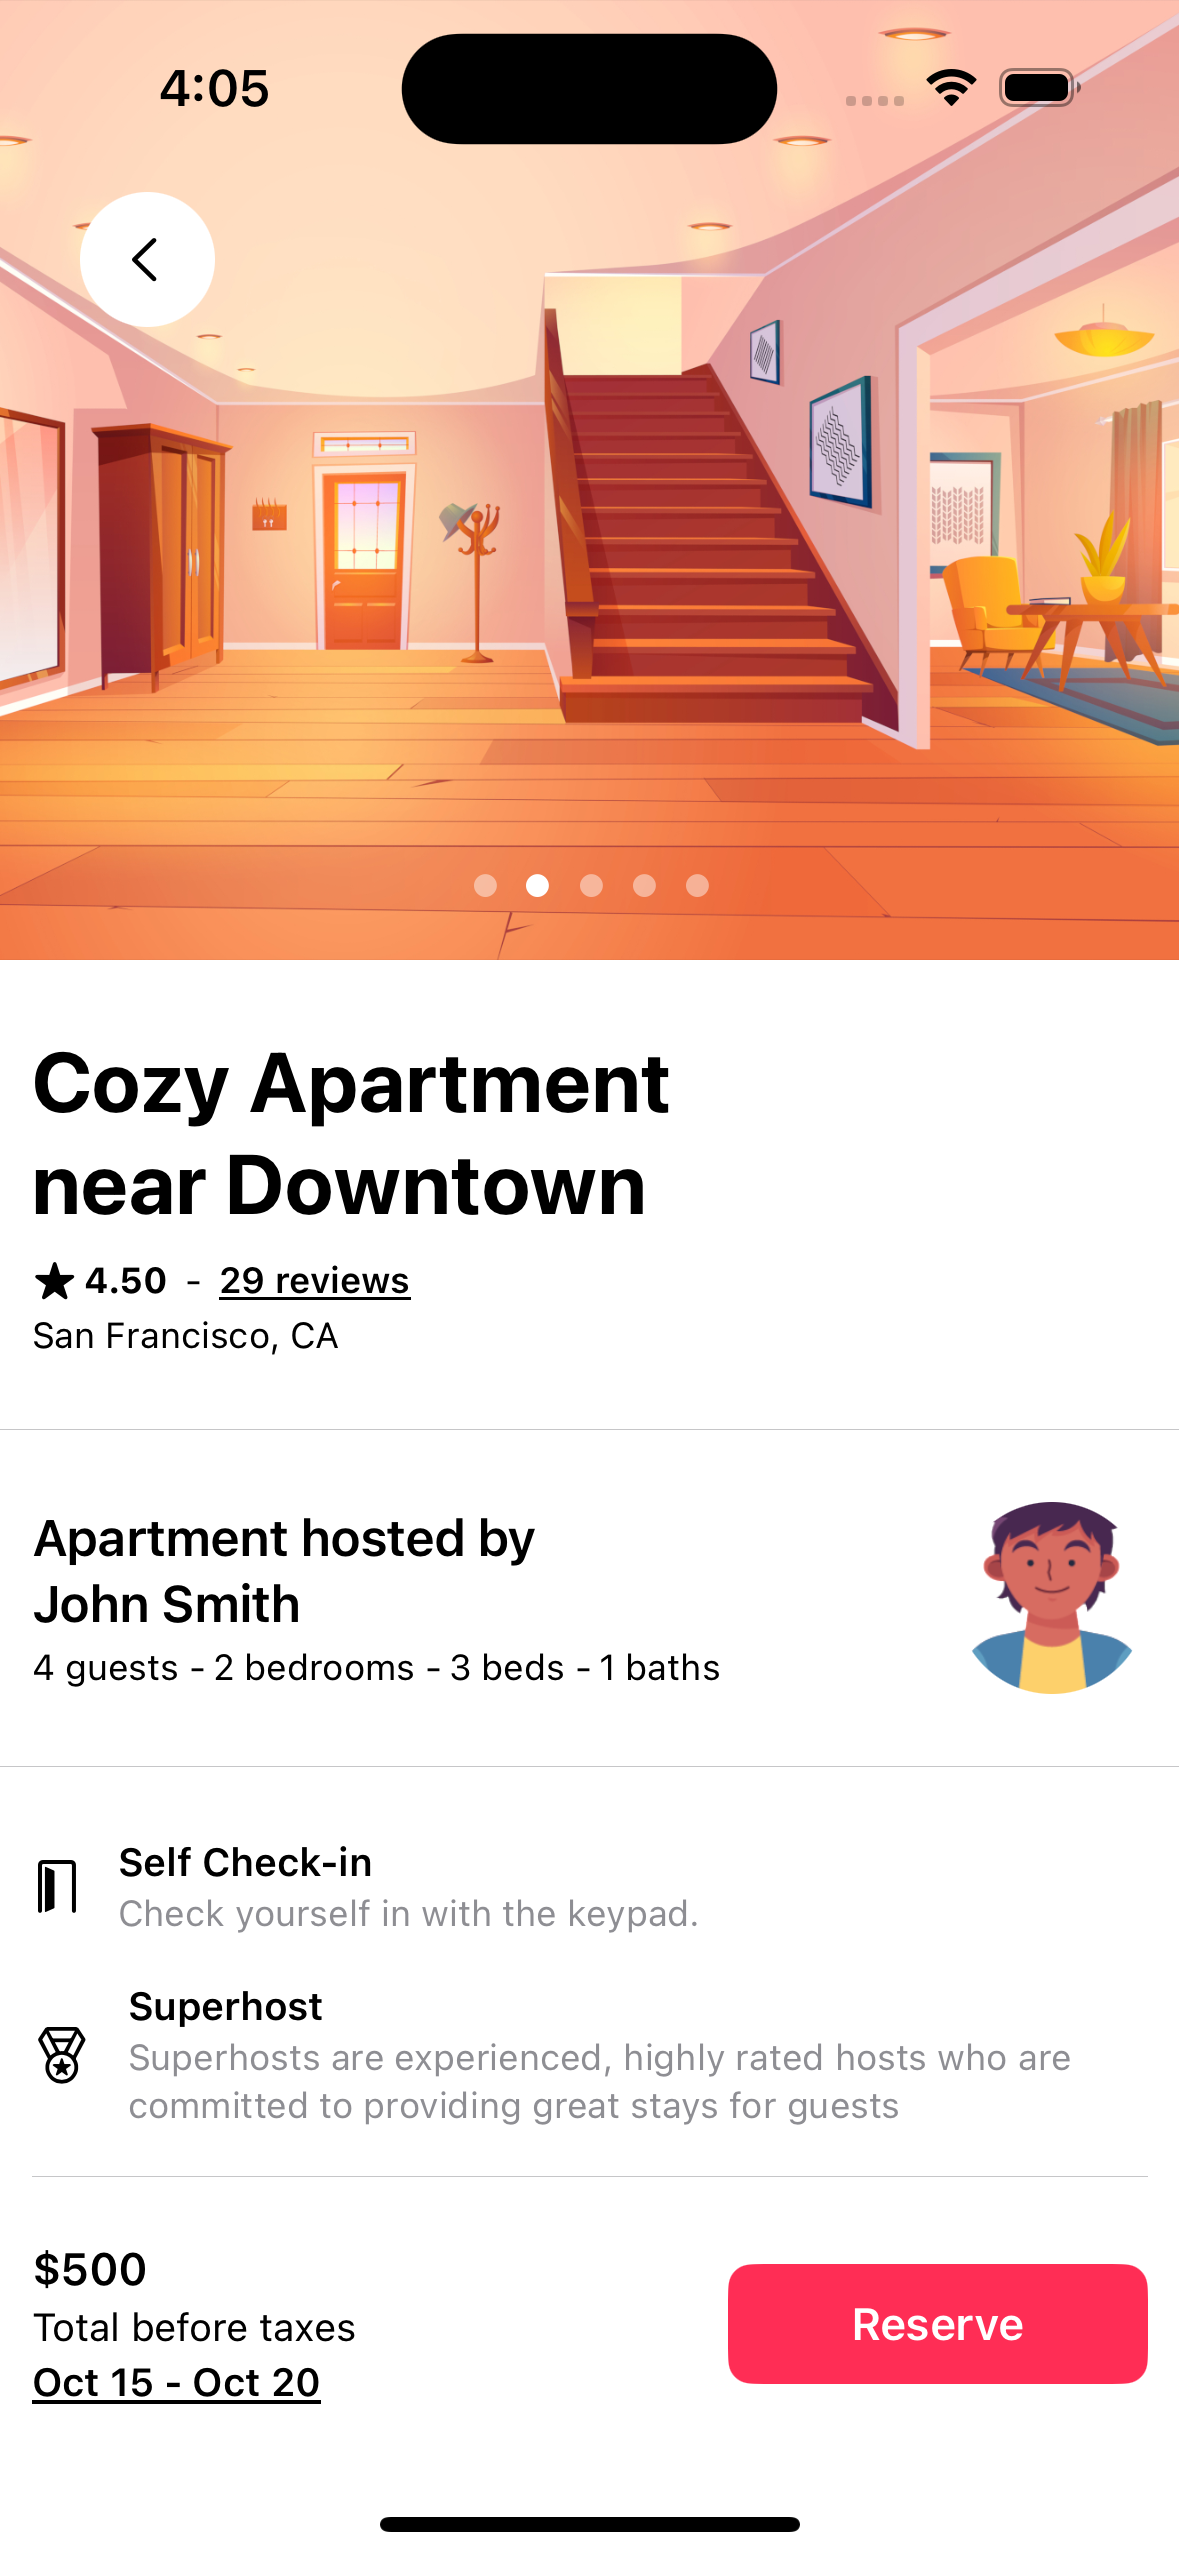 4:05
Cozy Apartment
near Downtown
4.50 - 29 reviews
San Francisco, CA
Apartment hosted by
John Smith
4 guests - 2 bedrooms - 3 beds - 1 baths
Self Check-in
Check yourself in with the keypad.
Superhost
Superhosts are experienced, highly rated hosts who are
committed to providing great stays for guests
$500
Total before taxes
Oct 15 - Oct 20
Reserve